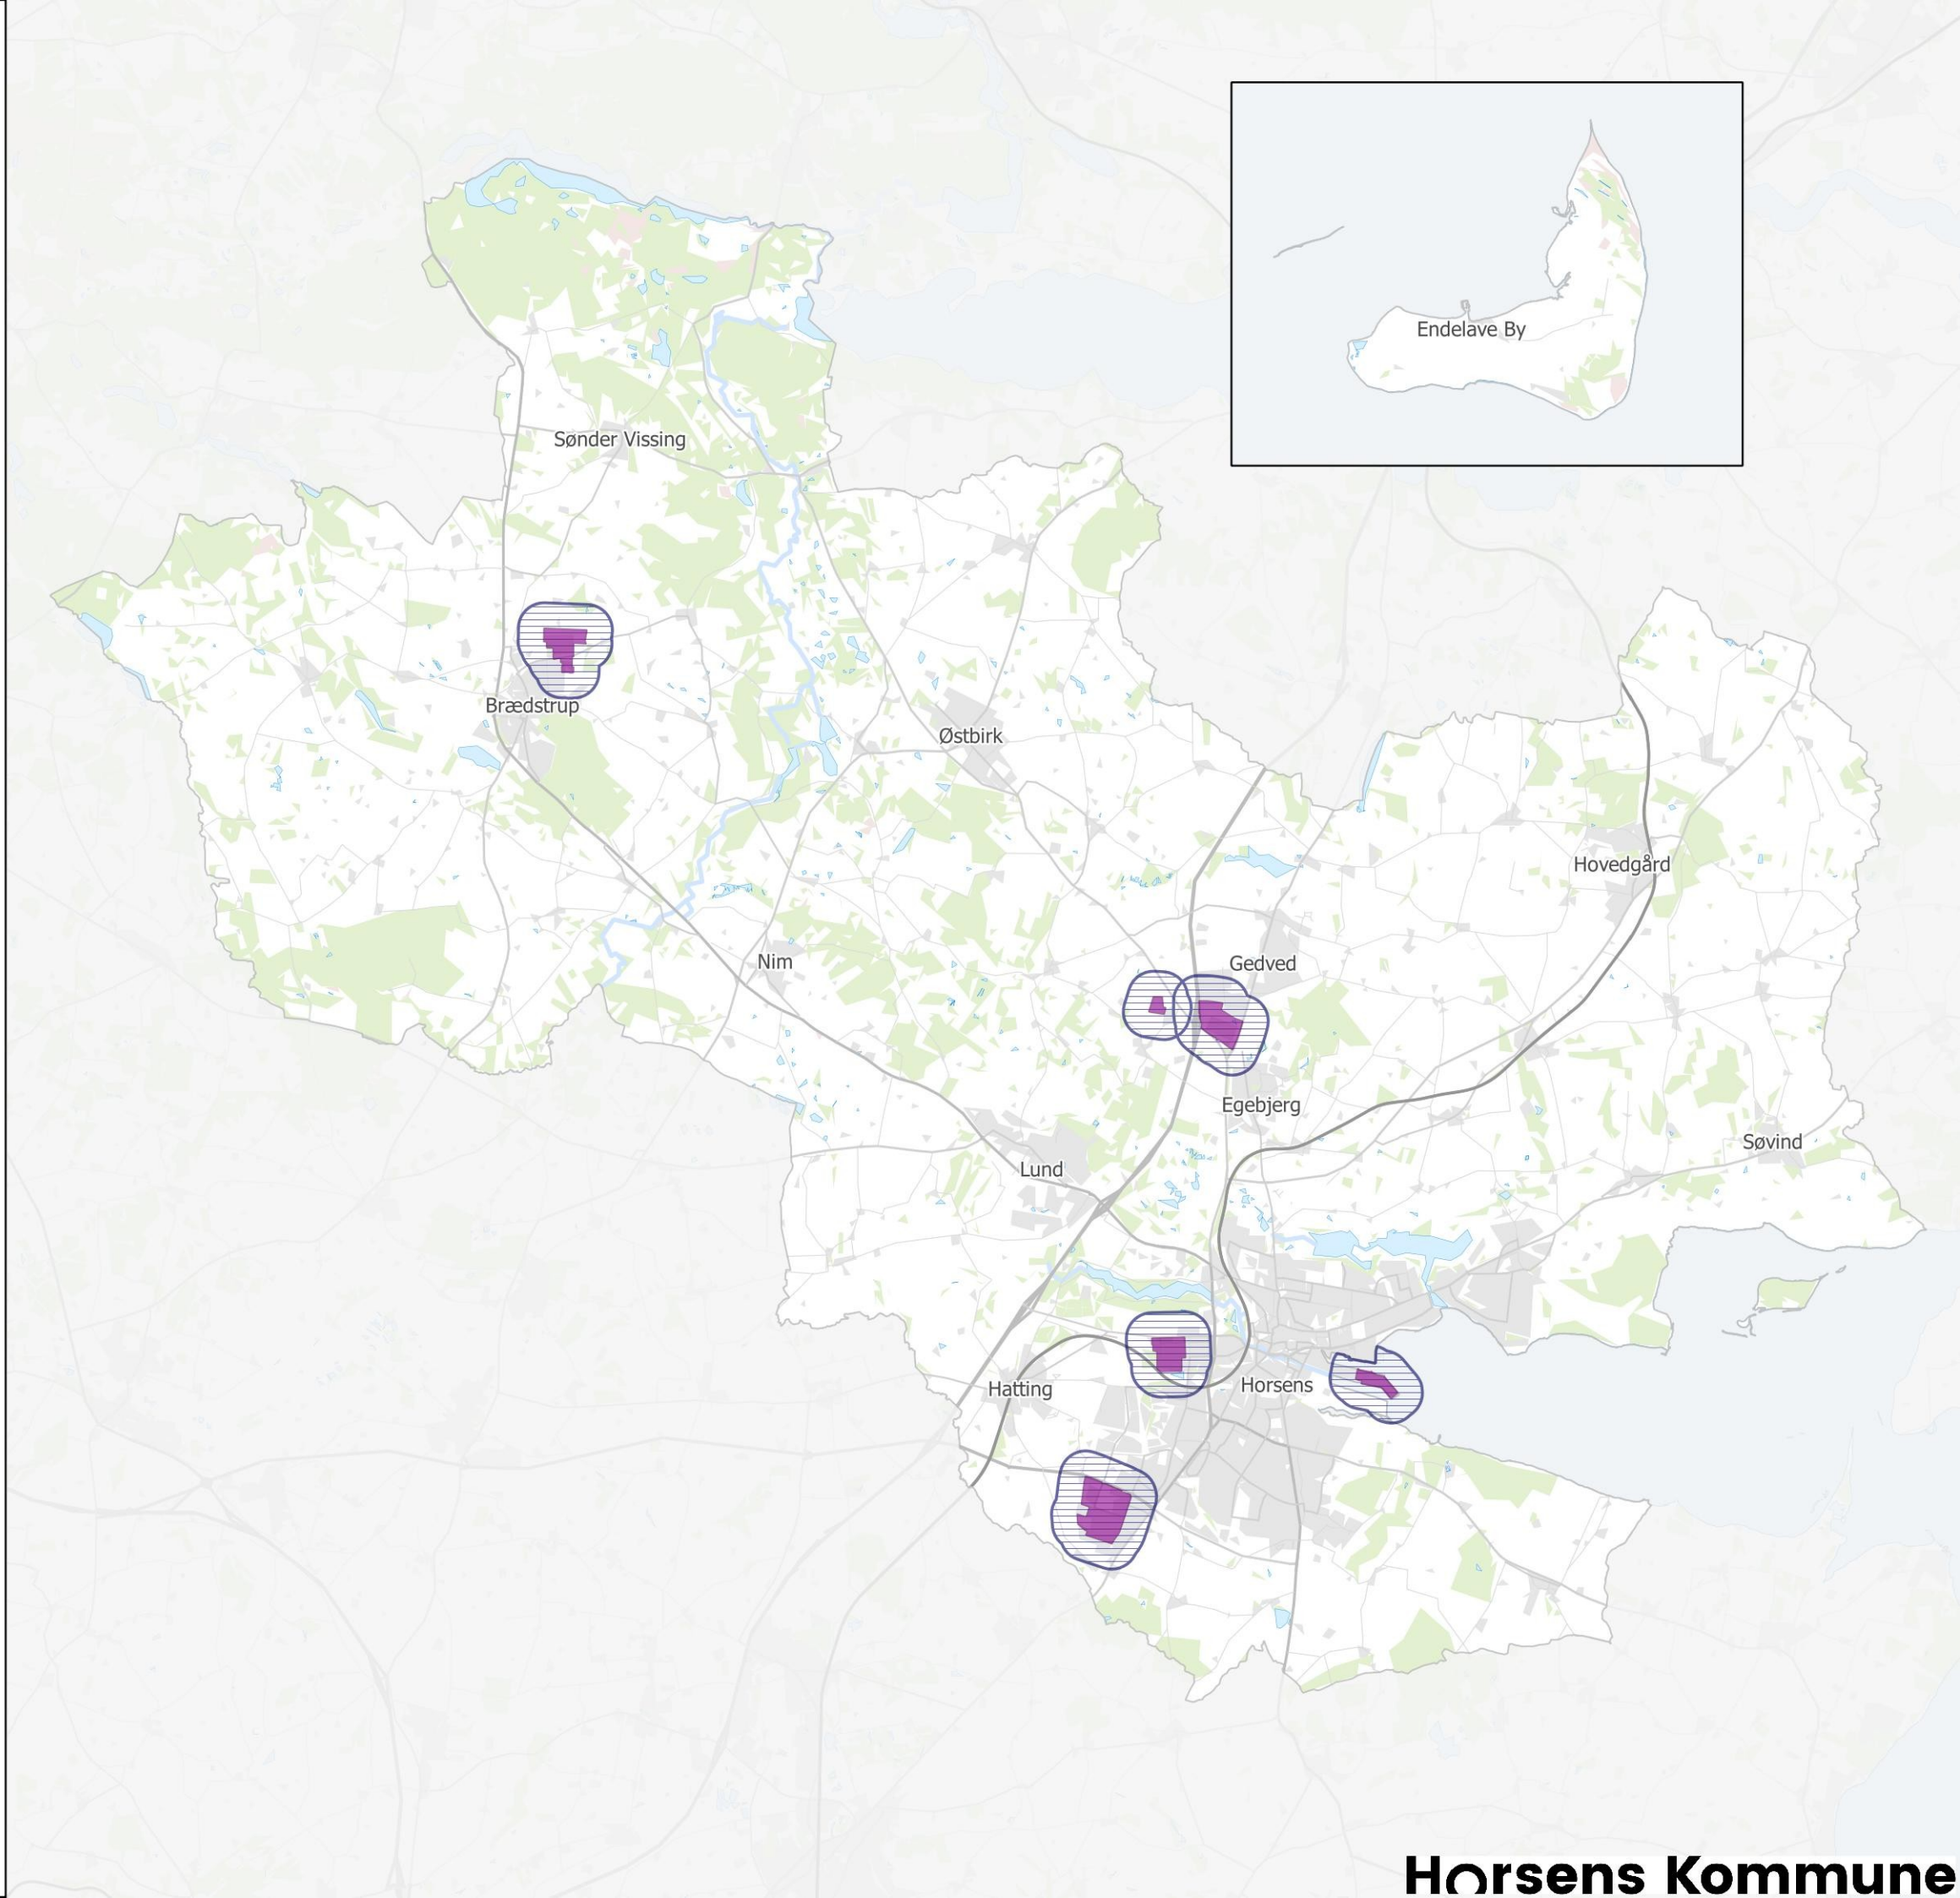 Endelave By
Sønder Vissing
Brædstrup
Østbirk
Hovedgård
Nim
Gedved
Egebjerg
Søvind
Lund
Hatting
Horsens
Horsens Kommune